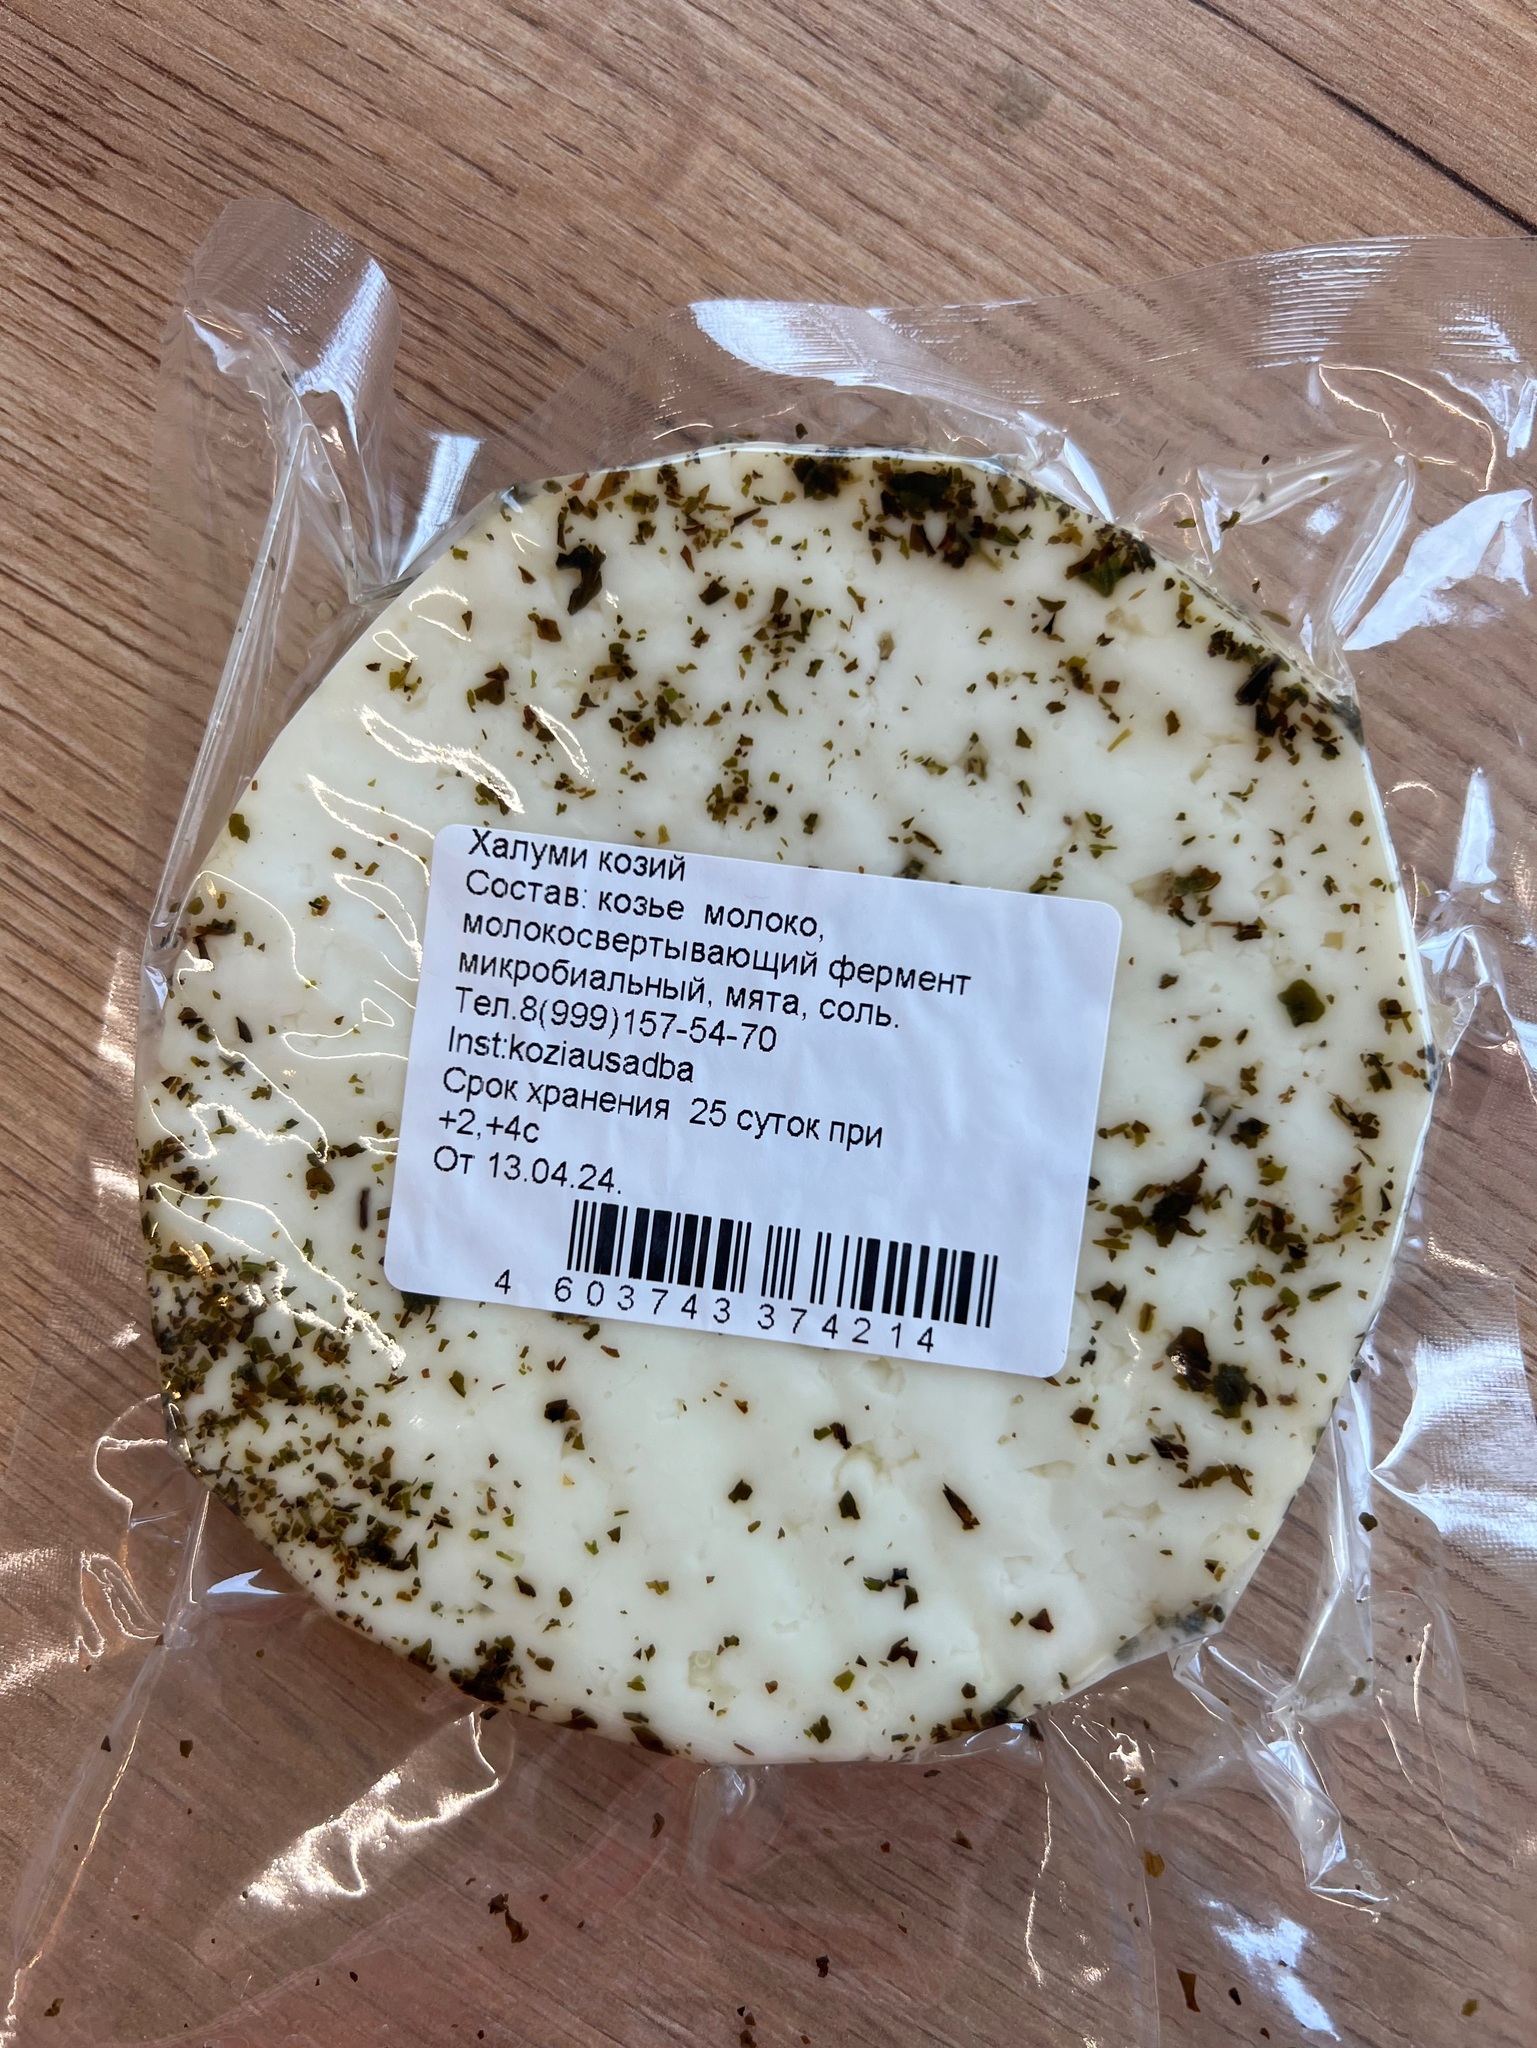 Халуми козий
Состав: козье молоко,
молокосвертывающий фермент
микробиальный, мята, соль.
Тел.8(999)157-54-70
Inst:koziausadba
Срок хранения 25 суток при
+2,+4с
От 13.04.24.
4 603743 374214